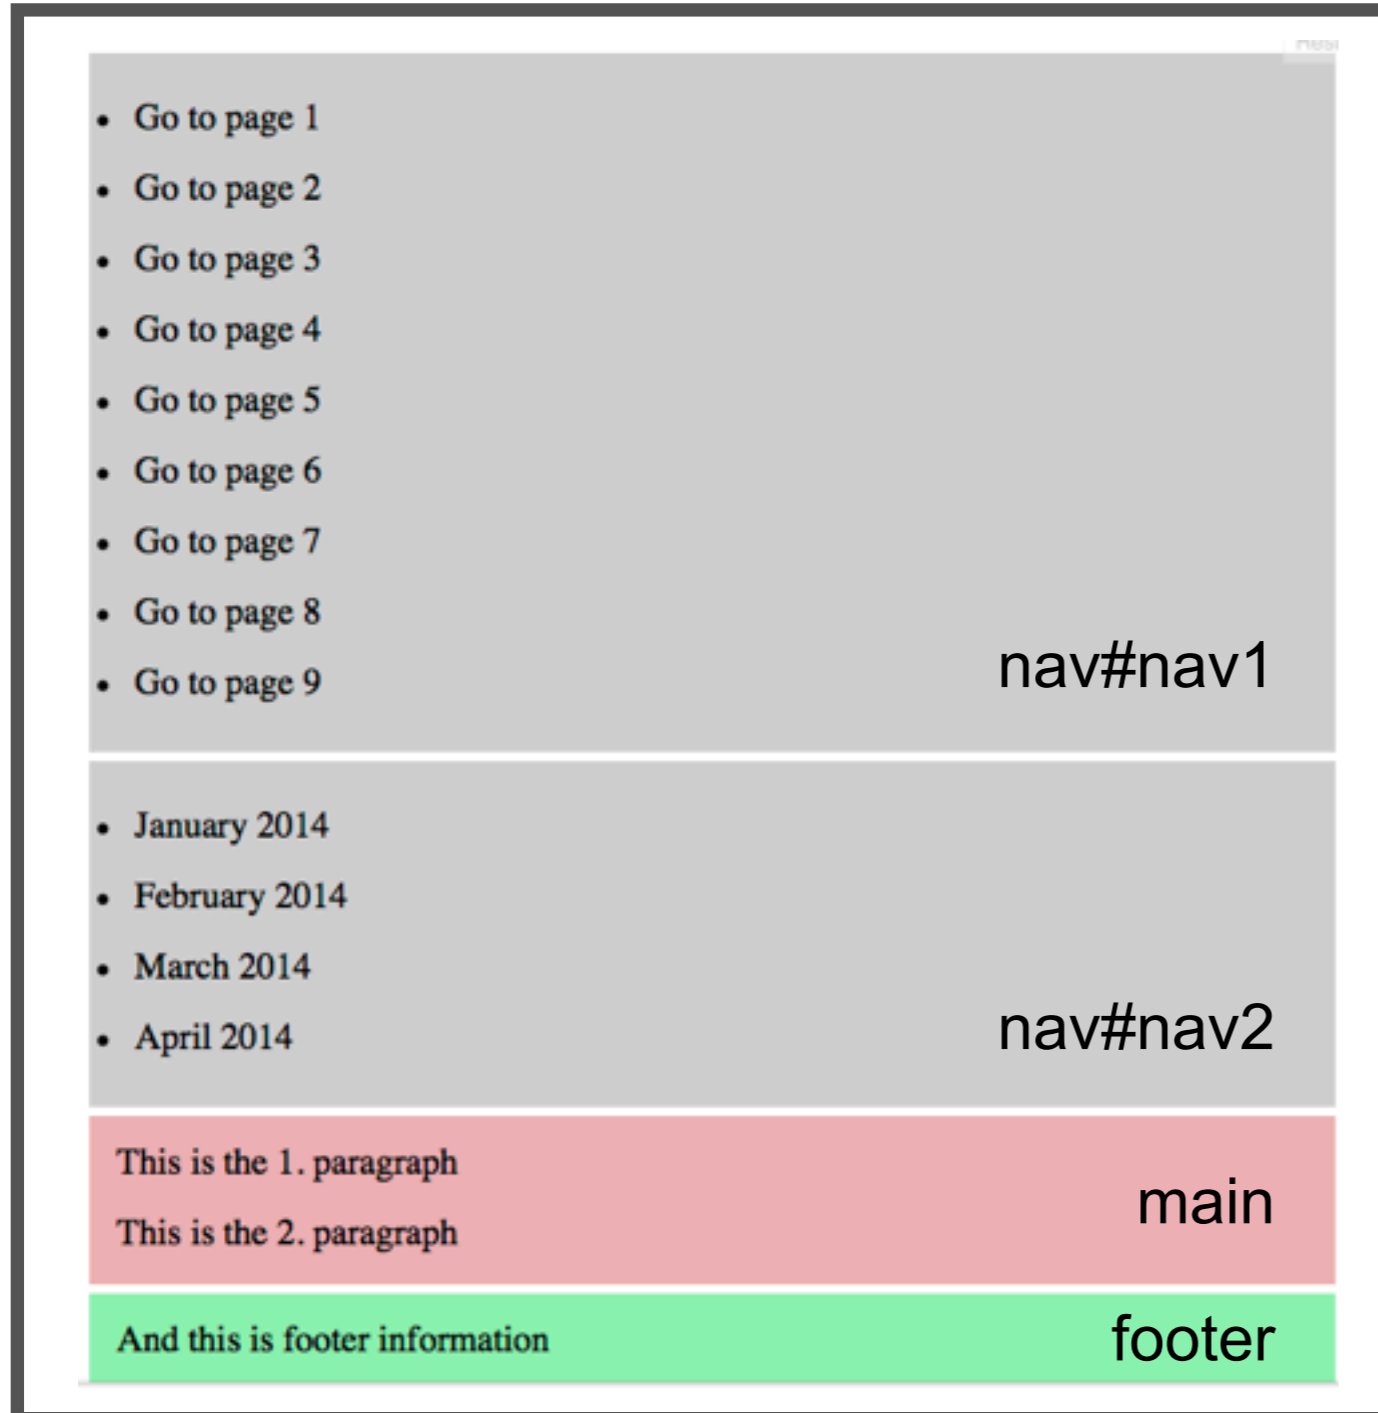 • Go to page 1
• Go to page 2
• Go to page 3
• Go to page 4
• Go to page 5
• Go to page 6
• Go to page 7
• Go to page 8
• Go to page 9
nav#nav1
• January 2014
• February 2014
• March 2014
• April 2014
nav#nav2
This is the 1. paragraph
This is the 2. paragraph
main
And this is footer information
footer